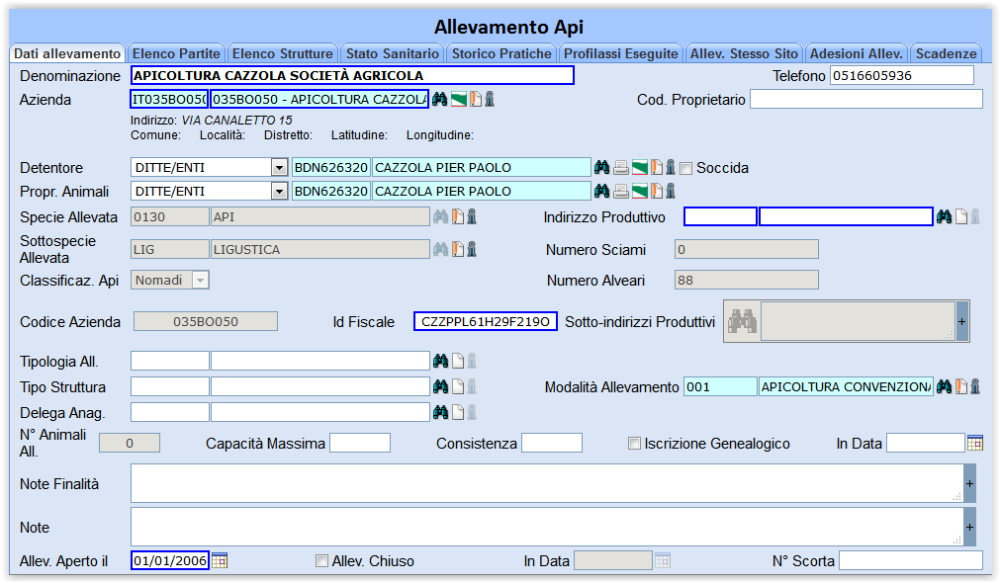 Allevamento Api
Dati allevamento Elenco Partite Elenco Strutture Stato Sanitario Storico Pratiche Profilassi Eseguite Allev. Stesso Sito Adesioni Allev. Scadenze
Denominazione APICOLTURA CAZZOLA SOCIETÀ AGRICOLA Telefono 0516605936
Azienda IT035BO050 035BO050 - APICOLTURA CAZZOLA Cod. Proprietario
Indirizzo: VIA CANALETTO 15
Comune: Località: Distretto: Latitudine: Longitudine:
Detentore DITTE/ENTI BDN626320 CAZZOLA PIER PAOLO Soccida
Propr. Animali DITTE/ENTI BDN626320 CAZZOLA PIER PAOLO
Specie Allevata 0130 API Indirizzo Produttivo
Sottospecie
Allevata LIG LIGUSTICA Numero Sciami 0
Classificaz. Api Nomadi Numero Alveari 88
Codice Azienda 035BO050 Id Fiscale CZZPPL61H29F219O Sotto-indirizzi Produttivi +
Tipologia All.
Tipo Struttura Modalità Allevamento 001 APICOLTURA CONVENZIONA
Delega Anag.
N° Animali
All. 0 Capacità Massima Consistenza Iscrizione Genealogico In Data
Note Finalità +
Note +
Allev. Aperto il 01/01/2006 Allev. Chiuso In Data N° Scorta